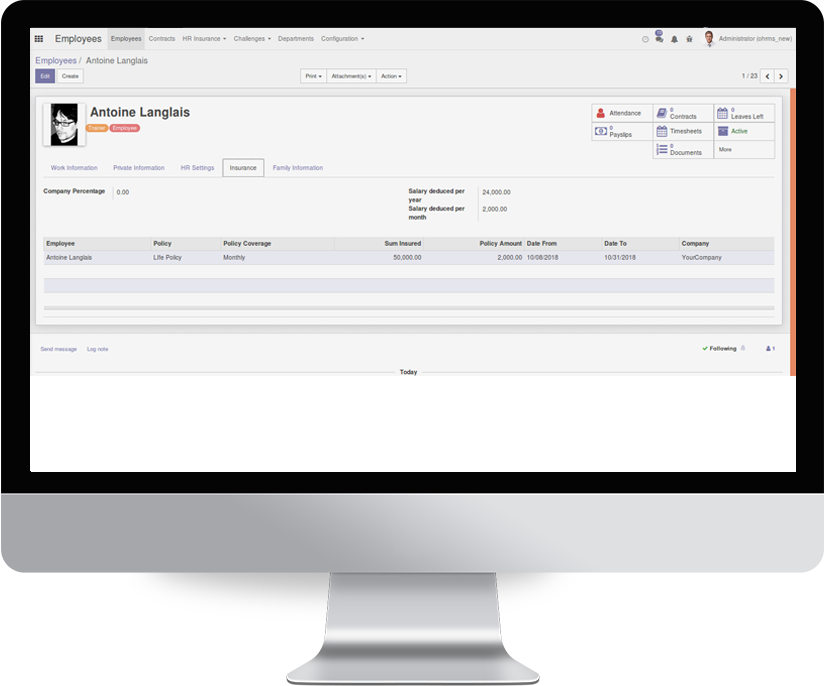 Employees Employees Contracts HR Insurance Challenges Departments Configuration Administrator (ohrms_new)
Employees / Antoine Langlais
Edit Create Print Attachment(s) Action 1 / 23
Antoine Langlais
Trainer Employee
Attendance 0 Contracts 0 Leaves Left
0 Payslips Timesheets Active
0 Documents More
Work Information Private Information HR Settings Insurance Family Information
Company Percentage 0.00
Salary deduced per year 24,000.00
Salary deduced per month 2,000.00
Employee Policy Policy Coverage Sum Insured Policy Amount Date From Date To Company
Antoine Langlais Life Policy Monthly 50,000.00 2,000.00 10/08/2018 10/31/2018 YourCompany
Send message Log note Following 1
Today